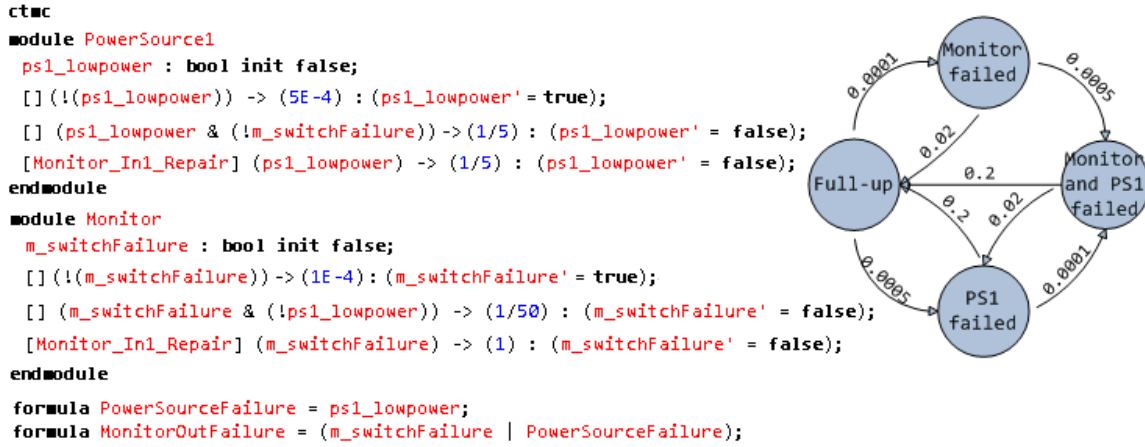 ctmc
module PowerSource1
ps1_lowpower : bool init false;
[] (!(ps1_lowpower)) -> (5E-4) : (ps1_lowpower' = true);
[] (ps1_lowpower & (!m_switchFailure)) -> (1/5) : (ps1_lowpower' = false);
[Monitor_In1_Repair] (ps1_lowpower) -> (1/5) : (ps1_lowpower' = false);
endmodule
module Monitor
m_switchFailure : bool init false;
[] (!(m_switchFailure)) -> (1E-4) : (m_switchFailure' = true);
[] (m_switchFailure & (!ps1_lowpower)) -> (1/50) : (m_switchFailure' = false);
[Monitor_In1_Repair] (m_switchFailure) -> (1) : (m_switchFailure' = false);
endmodule
formula PowerSourceFailure = ps1_lowpower;
formula MonitorOutFailure = (m_switchFailure | PowerSourceFailure);
Monitor
failed
0.0001
0.0005
0.02
Full-up
0.2
Monitor
and PS1
failed
0.2
0.02
0.0005
0.0001
PS1
failed